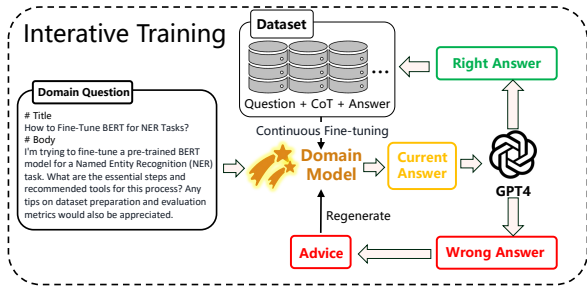 Interative Training
Dataset
Question + CoT + Answer
...
Right Answer
Domain Question
# Title
How to Fine-Tune BERT for NER Tasks?
# Body
I'm trying to fine-tune a pre-trained BERT
model for a Named Entity Recognition (NER)
task. What are the essential steps and
recommended tools for this process? Any
tips on dataset preparation and evaluation
metrics would also be appreciated.
Continuous Fine-tuning
Domain
Model
Current
Answer
GPT4
Regenerate
Advice
Wrong Answer